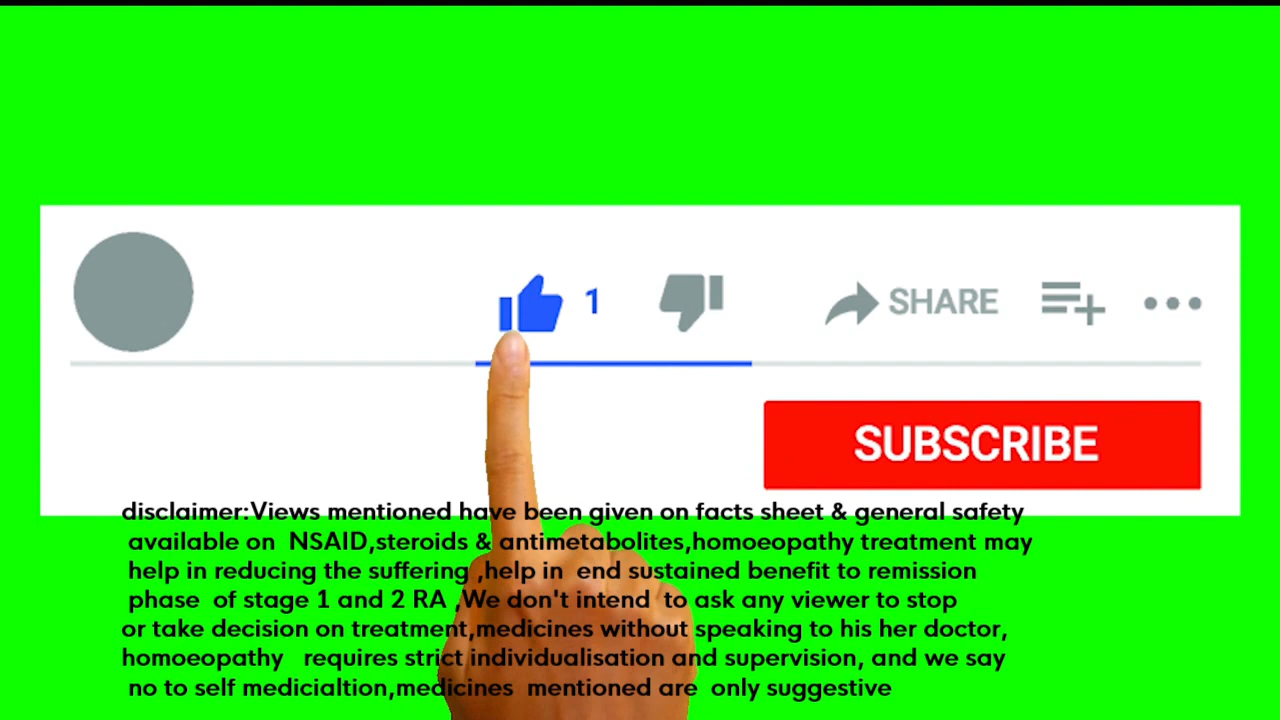 1
SHARE
SUBSCRIBE
disclaimer:Views mentioned have been given on facts sheet & general safety
available on NSAID,steroids & antimetabolites,homoeopathy treatment may
help in reducing the suffering ,help in end sustained benefit to remission
phase of stage 1 and 2 RA ,We don't intend to ask any viewer to stop
or take decision on treatment,medicines without speaking to his her doctor,
homoeopathy requires strict individualisation and supervision, and we say
no to self medicialtion,medicines mentioned are only suggestive